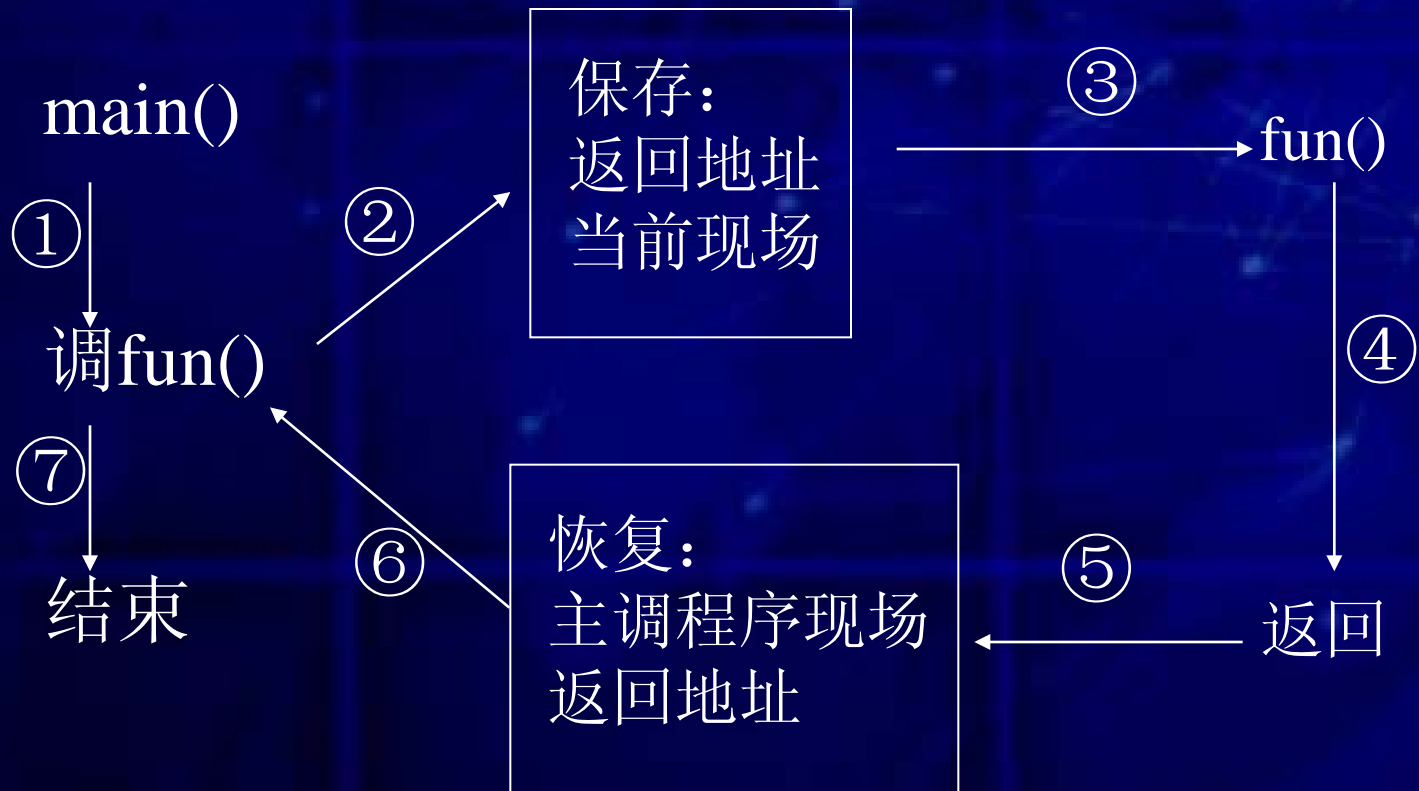 main()
①
调fun()
②
保存：
返回地址
当前现场
③
fun()
④
返回
⑤
恢复：
主调程序现场
返回地址
⑥
⑦
结束